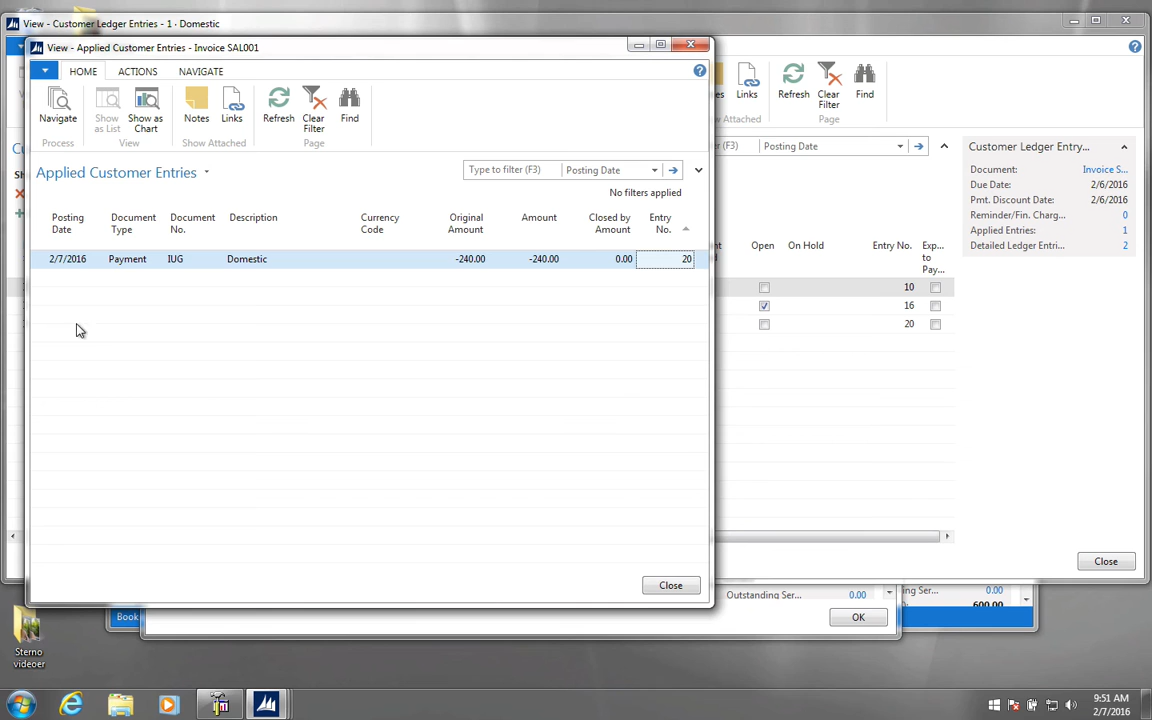 View - Customer Ledger Entries - 1 · Domestic
View - Applied Customer Entries - Invoice SAL001
HOME
ACTIONS
NAVIGATE
Navigate
Show as List
Show as Chart
Notes
Links
Refresh
Clear Filter
Find
Process
View
Show Attached
Page
Links
Refresh
Clear Filter
Find
Attached
Page
Applied Customer Entries
Type to filter (F3)
Posting Date
No filters applied
(F3)
Posting Date
Posting Date
Document Type
Document No.
Description
Currency Code
Original Amount
Amount
Closed by Amount
Entry No.
2/7/2016
Payment
IUG
Domestic
-240.00
-240.00
0.00
20
Open
On Hold
Entry No.
Exp... to Pay...
10
16
20
Customer Ledger Entry...
Document:
Invoice S...
Due Date:
2/6/2016
Pmt. Discount Date:
2/6/2016
Reminder/Fin. Charg...
0
Applied Entries:
1
Detailed Ledger Entri...
2
Close
Close
Outstanding Ser...
0.00
ing Ser...
0.00
600.00
Book
OK
Sterno videoer
9:51 AM
2/7/2016